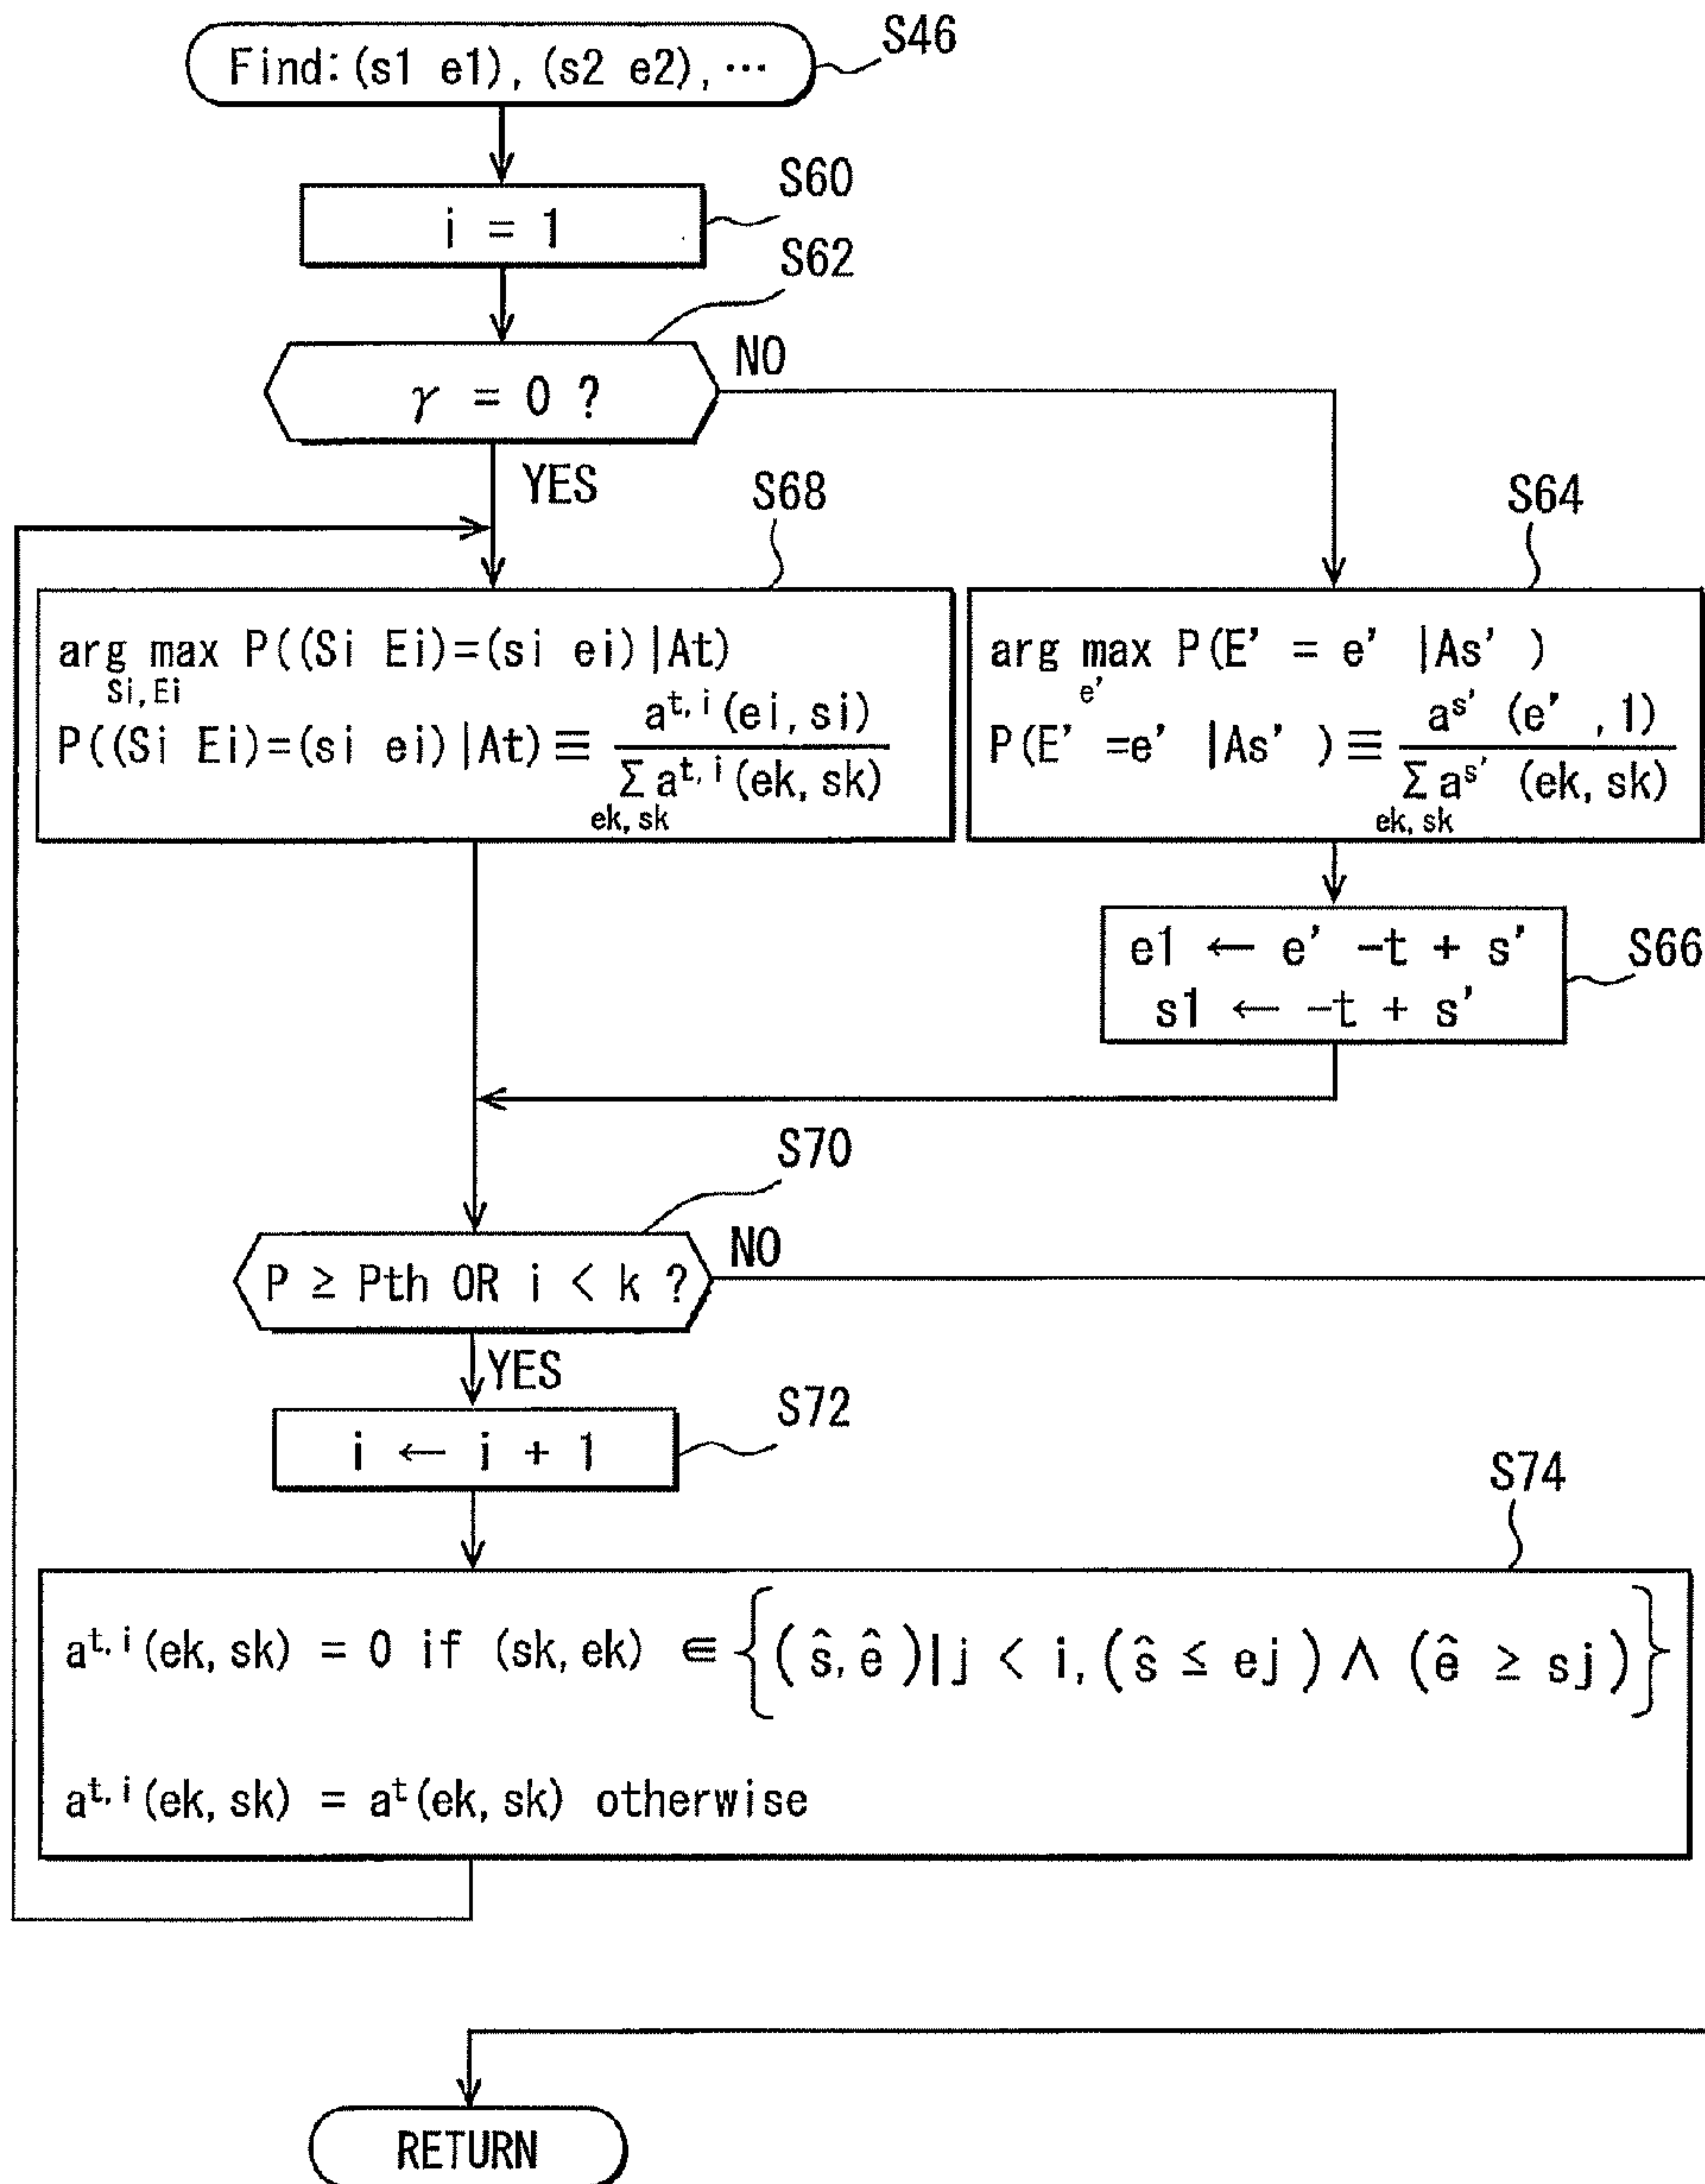 S46
Find:(s1 e1), (s2 e2), ⋯
S60
i = 1
S62
γ = 0 ?
NO
YES
S68
arg max P((Si Ei)=(si ei)|At)
Si, Ei
P((Si Ei)=(si ei)|At) ≡ a^{t, i}(ei, si) / Σ a^{t, i}(ek, sk)
ek, sk
S64
arg max P(E' = e' |As' )
e'
P(E' =e' |As' ) ≡ a^{s'} (e' , 1) / Σ a^{s'} (ek, sk)
ek, sk
e1 ← e' -t + s'
s1 ← -t + s'
S66
S70
P ≥ Pth OR i < k ?
NO
YES
S72
i ← i + 1
S74
a^{t, i}(ek, sk) = 0 if (sk, ek) ∈ {(ŝ, ê)|j < i, (ŝ ≤ ej) ∧ (ê ≥ sj)}
a^{t, i}(ek, sk) = a^{t}(ek, sk) otherwise
RETURN